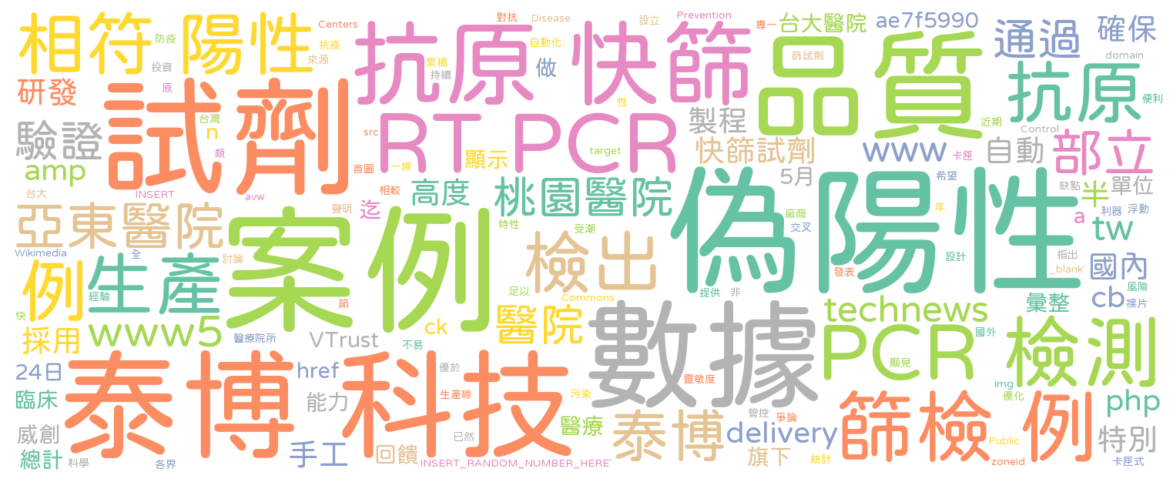 相符 陽性
抗原 快篩
品質
Centers
對抗
Disease
設立
Prevention
專一
台大醫院
ae7f5990
通過
確保
防疫
抗疫
來源
投資
自動化
累積
持續
做
篩試劑
domain
研發
原
試劑
抗原
便利
驗證
台灣
n
顏
src
首圖
一線
RT PCR
性
target
製程
近期
Control
amp
顯示
快篩試劑
www
卡匣
自動
部立
台大
INSERT
avw
相較
高度
桃園醫院
5月
希望
缺點
半
單位
亞東醫院
聲明
迄
特性
受潮
廠商
交叉
偽陽性
年
a
利器
浮動
tw
Wikimedia
全
討論
案例
檢出
設計
指出
_blank'
國內
例
生產
經驗
足以
Commons
提供
非
發表
cb
風險
彙整
撲片
快
www5
節
ck
醫院
數據
technews
採用
醫療院所
VTrust
不易
PCR
國外
顯見
檢測
24日
泰博科技
href
優於
靈敏度
img
優化
php
臨床
能力
生產線
污染
醫療
泰博
管控
爭論
delivery
篩檢 例
威創
已然
Public
特別
總計
科學
各界
手工
回饋
INSERT_RANDOM_NUMBER_HERE'
旗下
統計
zoneid
卡匣式